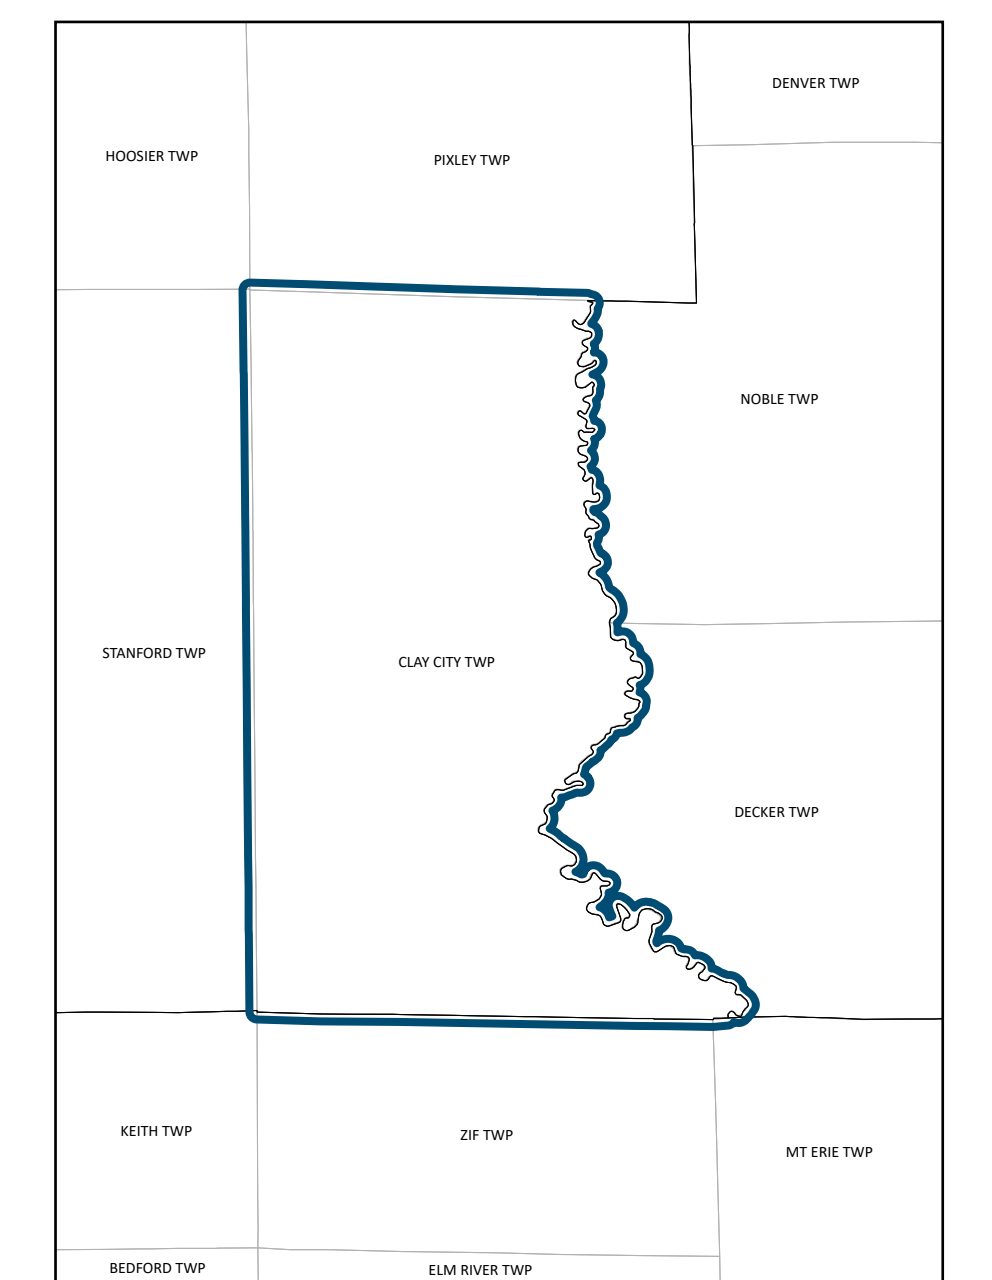 DENVER TWP
HOOSIER TWP
PIXLEY TWP
NOBLE TWP
STANFORD TWP
CLAY CITY TWP
DECKER TWP
KEITH TWP
ZIF TWP
MT ERIE TWP
BEDFORD TWP
ELM RIVER TWP